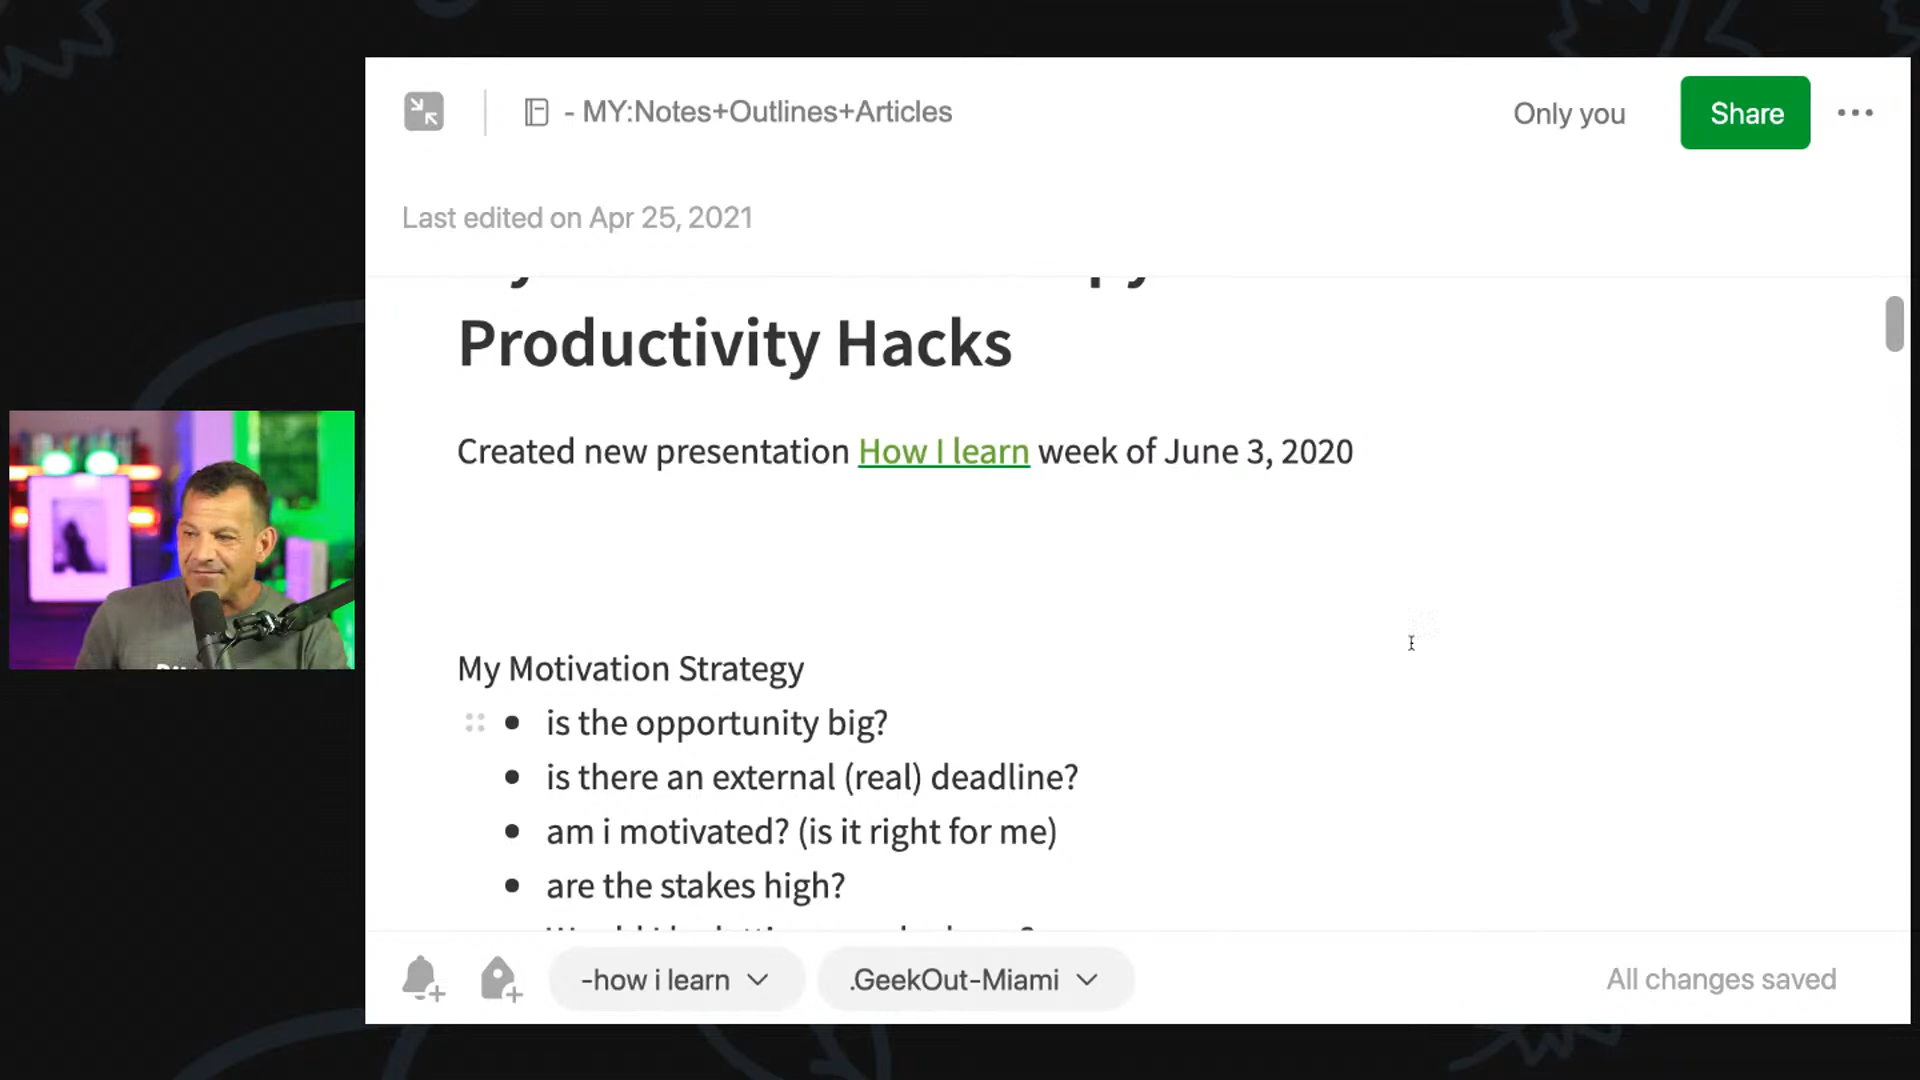 - MY:Notes+Outlines+Articles
Only you
Share
Last edited on Apr 25, 2021
Productivity Hacks
Created new presentation How I learn week of June 3, 2020
My Motivation Strategy
is the opportunity big?
is there an external (real) deadline?
am i motivated? (is it right for me)
are the stakes high?
-how i learn
.GeekOut-Miami
All changes saved